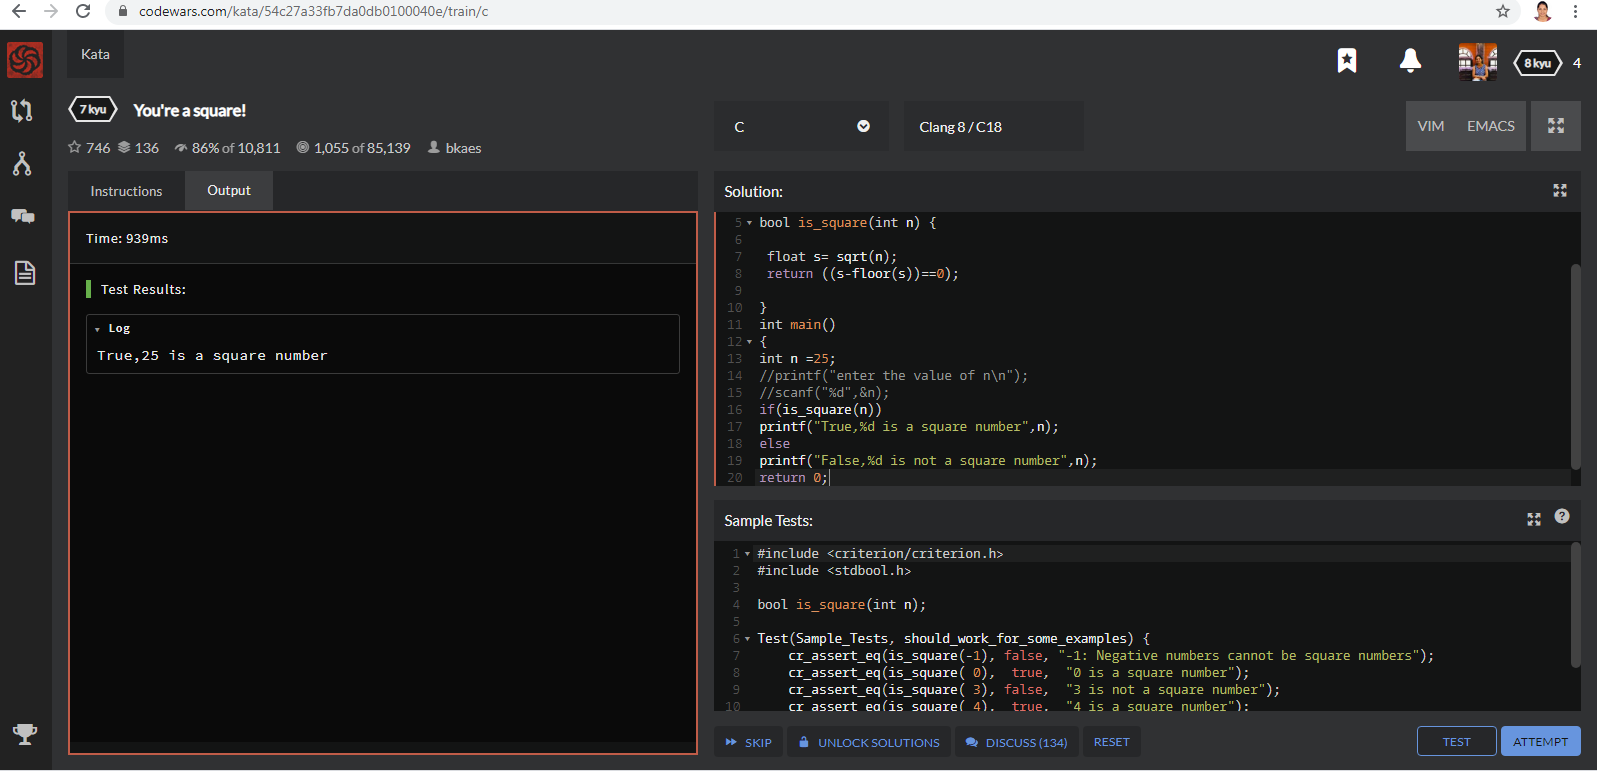 codewars.com/kata/54c27a33fb7da0db0100040e/train/c
Kata
8 kyu 4
7 kyu You're a square!
746 136 86% of 10,811 1,055 of 85,139 bkaes
C
Clang 8 / C18
VIM EMACS
Instructions Output
Time: 939ms
Test Results:
Log
True,25 is a square number
Solution:
5 bool is_square(int n) {
6
7 float s= sqrt(n);
8 return ((s-floor(s))==0);
9
10 }
11 int main()
12 {
13 int n =25;
14 //printf("enter the value of n\n");
15 //scanf("%d",&n);
16 if(is_square(n))
17 printf("True,%d is a square number",n);
18 else
19 printf("False,%d is not a square number",n);
20 return 0;
Sample Tests:
?
1 #include <criterion/criterion.h>
2 #include <stdbool.h>
3
4 bool is_square(int n);
5
6 Test(Sample_Tests, should_work_for_some_examples) {
7 cr_assert_eq(is_square(-1), false, "-1: Negative numbers cannot be square numbers");
8 cr_assert_eq(is_square( 0), true, "0 is a square number");
9 cr_assert_eq(is_square( 3), false, "3 is not a square number");
10 cr_assert_eq(is_square( 4), true, "4 is a square number");
SKIP UNLOCK SOLUTIONS DISCUSS (134) RESET
TEST ATTEMPT